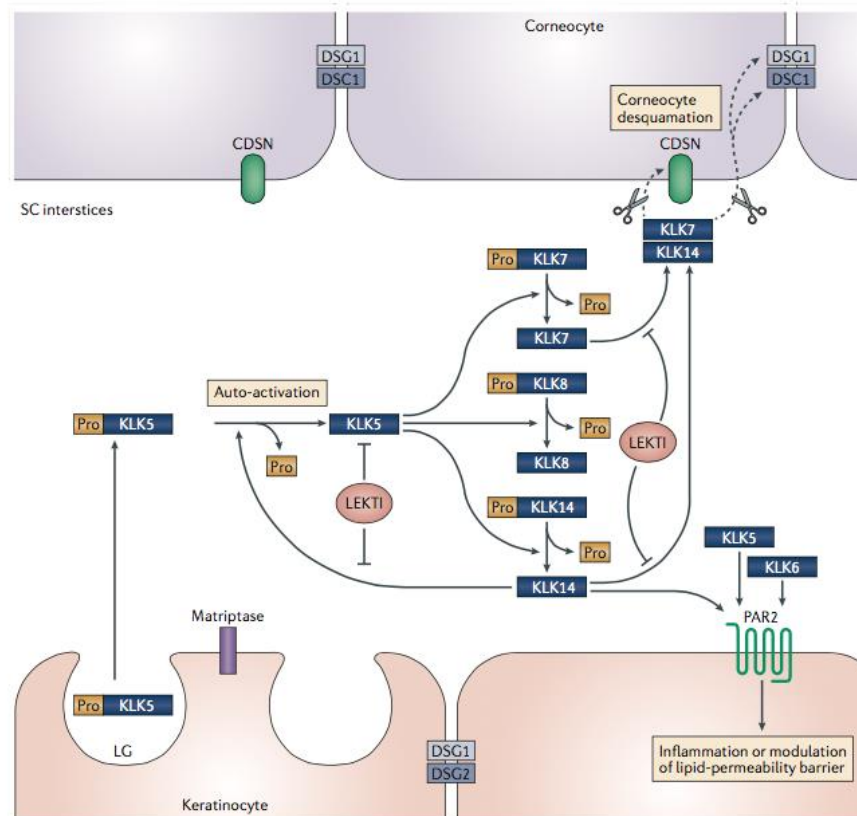 Corneocyte
DSG1
DSC1
DSG1
DSC1
Corneocyte
desquamation
CDSN
CDSN
SC interstices
KLK7
KLK14
Pro KLK7
Pro
KLK7
Pro KLK8
Auto-activation
Pro KLK5
KLK5
Pro
Pro
LEKTI
KLK8
LEKTI
Pro KLK14
Pro
KLK5
KLK14
KLK6
Matriptase
PAR2
Pro KLK5
LG
DSG1
DSG2
Inflammation or modulation
of lipid-permeability barrier
Keratinocyte